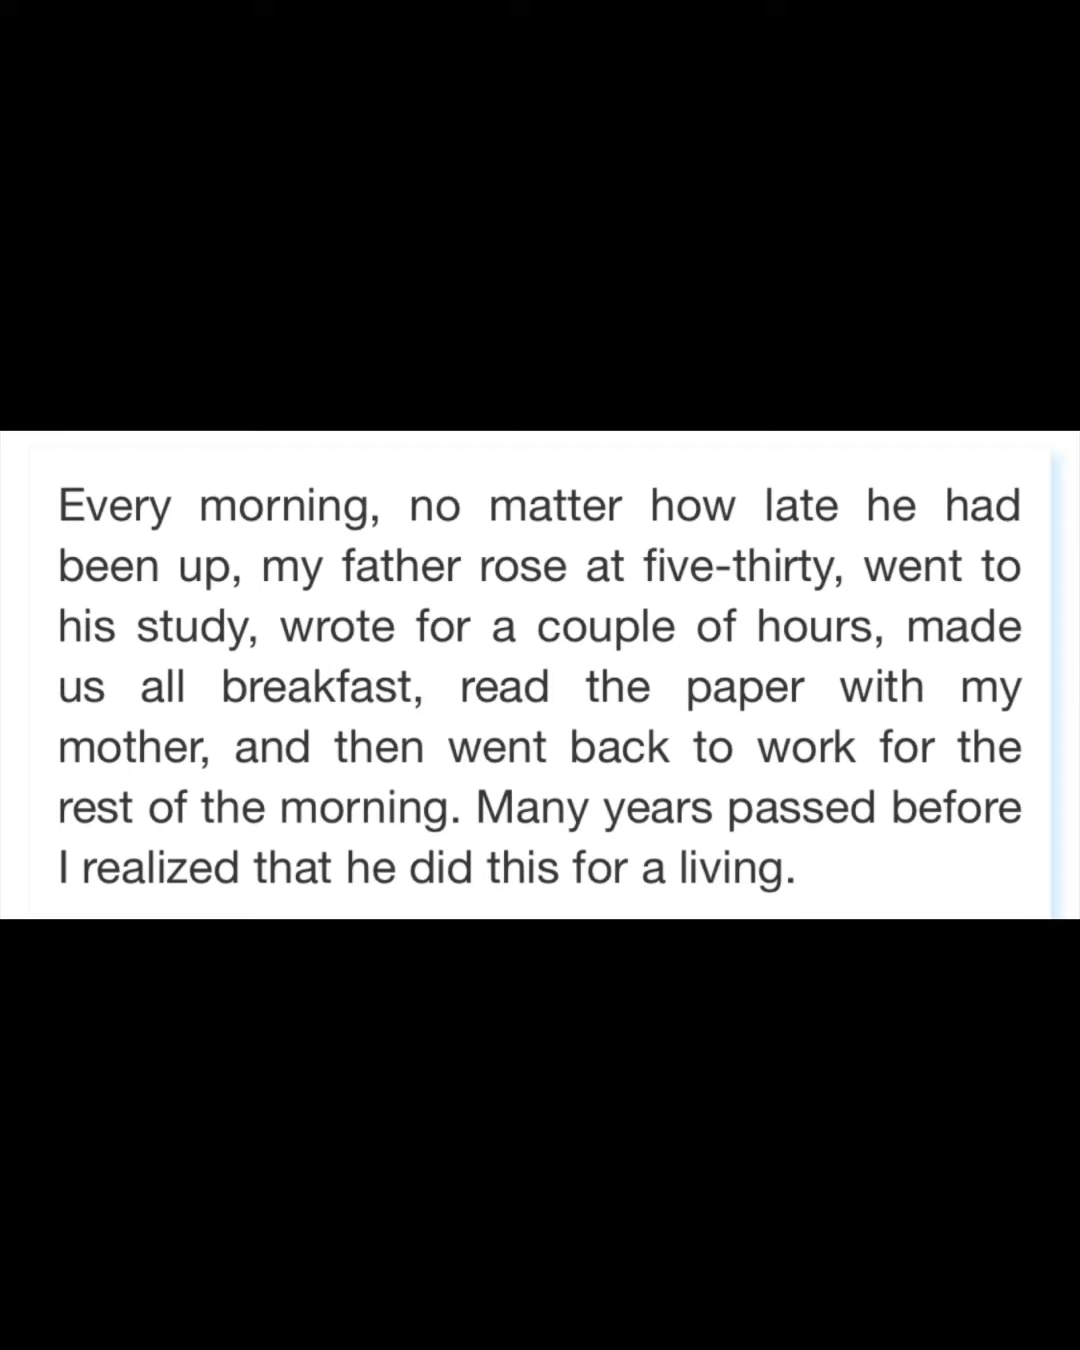 Every morning, no matter how late he had
been up, my father rose at five-thirty, went to
his study, wrote for a couple of hours, made
us all breakfast, read the paper with my
mother, and then went back to work for the
rest of the morning. Many years passed before
I realized that he did this for a living.